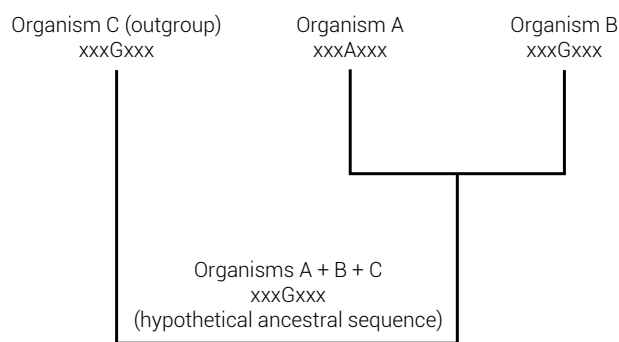 Organism C (outgroup)
xxxGxxx
Organism A
xxxAxxx
Organism B
xxxGxxx
Organisms A + B + C
xxxGxxx
(hypothetical ancestral sequence)